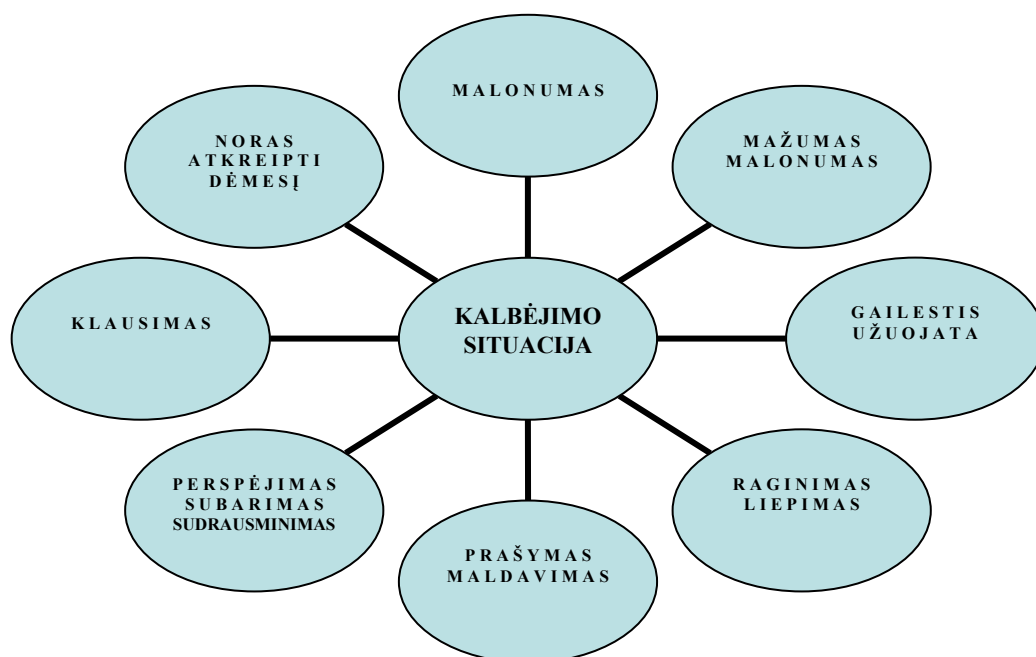 MALONUMAS
NORAS
ATKREIPTI
DĖMESĮ
MAŽUMAS
MALONUMAS
KLAUSIMAS
KALBĖJIMO
SITUACIJA
GAILESTIS
UŽUOJATA
PERSPĖJIMAS
SUBARIMAS
SUDRAUSMINIMAS
PRAŠYMAS
MALDAVIMAS
RAGINIMAS
LIEPIMAS